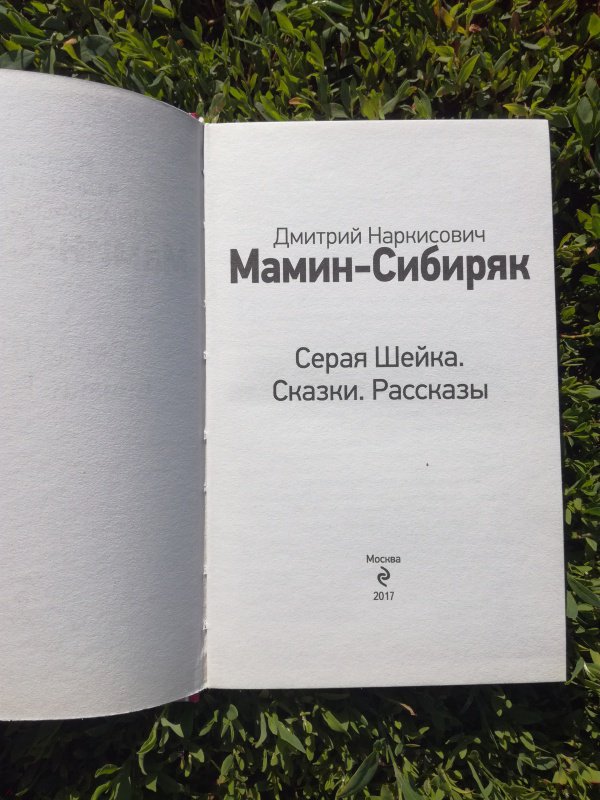 Дмитрий Наркисович
Мамин-Сибиряк
Серая Шейка.
Сказки. Рассказы
Москва
2017